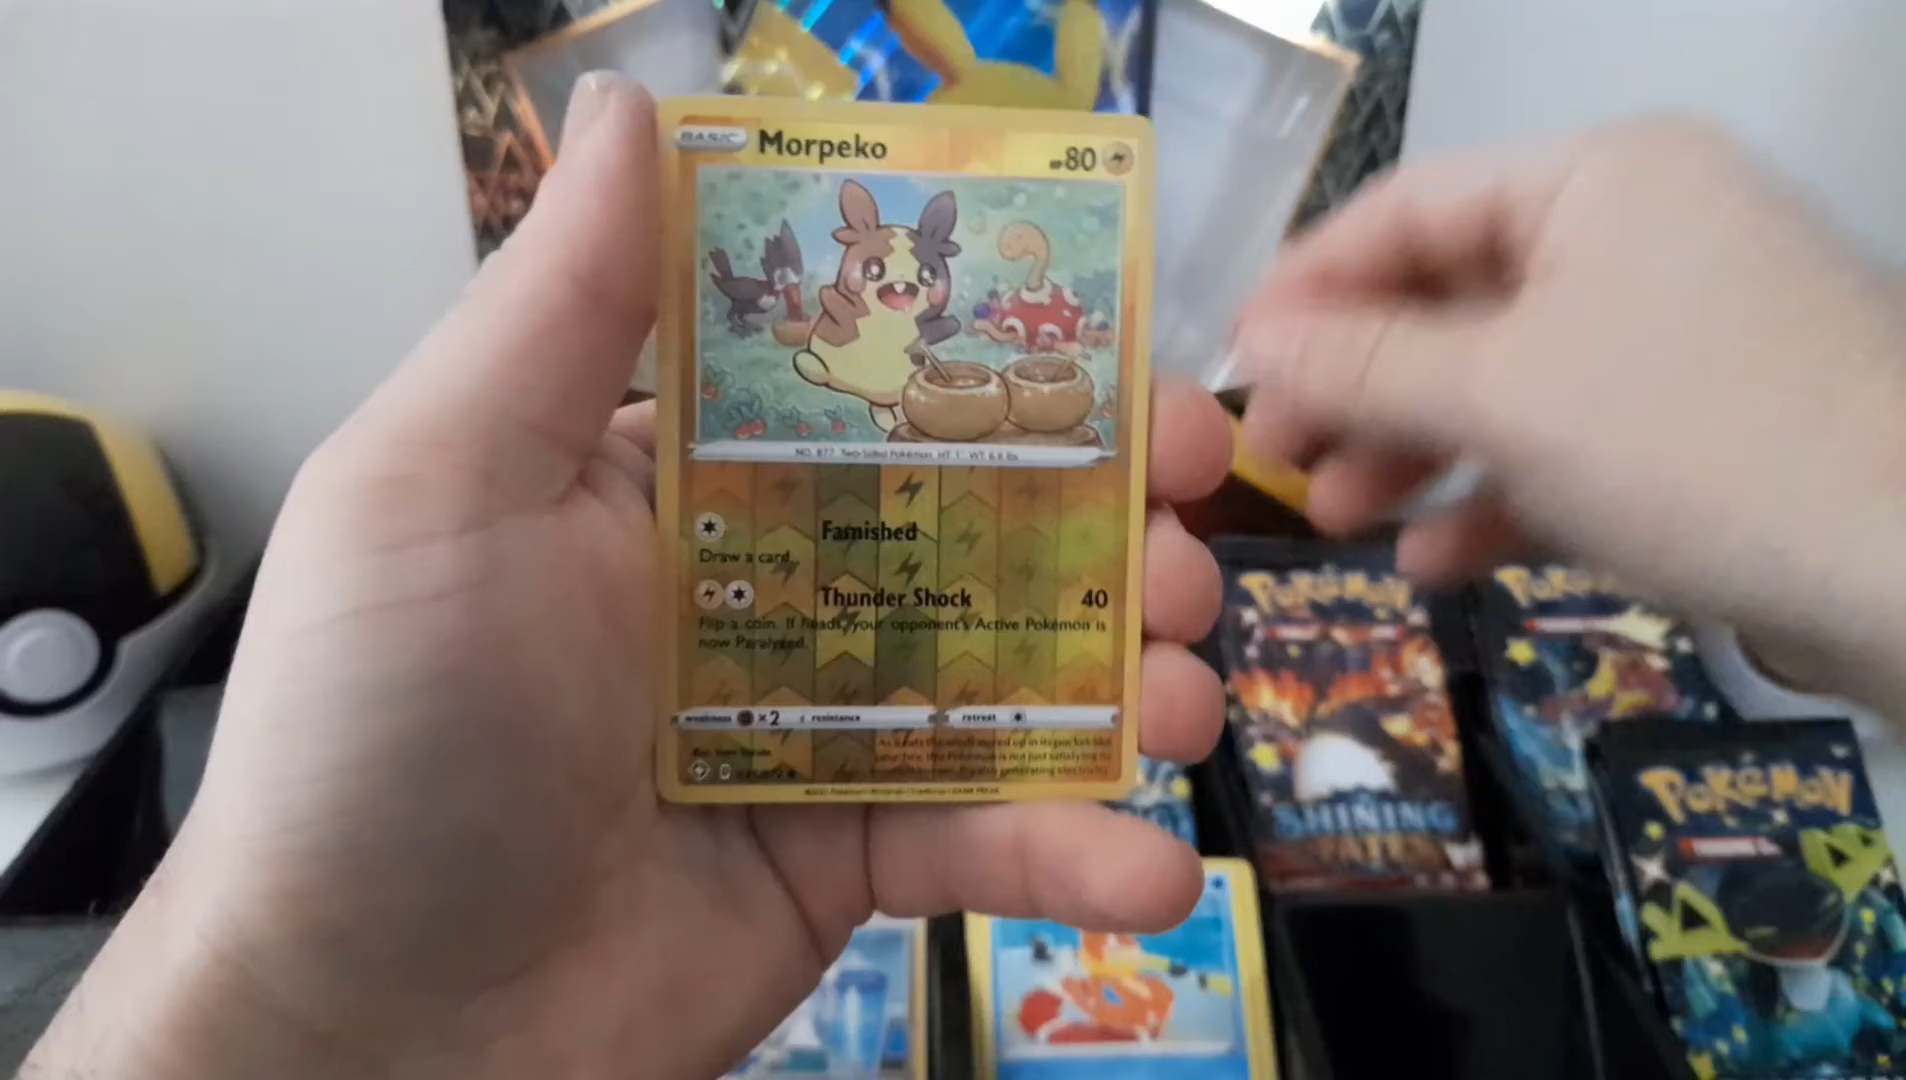 BASIC Morpeko HP80
NO. 877 Two-Sided Pokémon HT: 1' WT: 6.6 lbs
Famished
Draw a card.
Thunder Shock 40
Flip a coin. If heads, your opponent's Active Pokémon is
now Paralyzed.
weakness ×2 resistance retreat
POKéMON
POKéMON
SHINING
FATES
POKéMON